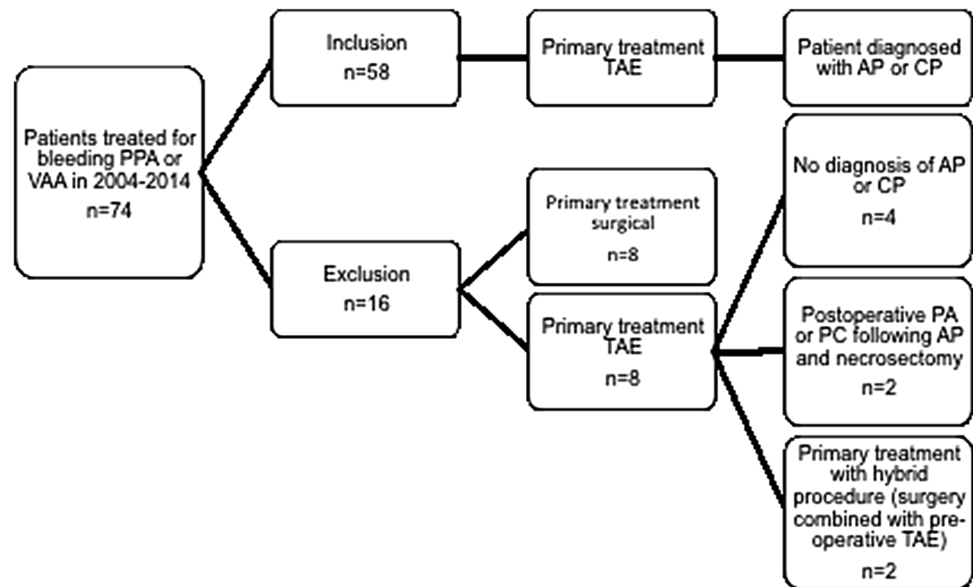 Patients treated for
bleeding PPA or
VAA in 2004-2014
n=74
Inclusion
n=58
Primary treatment
TAE
Patient diagnosed
with AP or CP
Exclusion
n=16
Primary treatment
surgical
n=8
Primary treatment
TAE
n=8
No diagnosis of AP
or CP
n=4
Postoperative PA
or PC following AP
and necrosectomy
n=2
Primary treatment
with hybrid
procedure (surgery
combined with pre-
operative TAE)
n=2